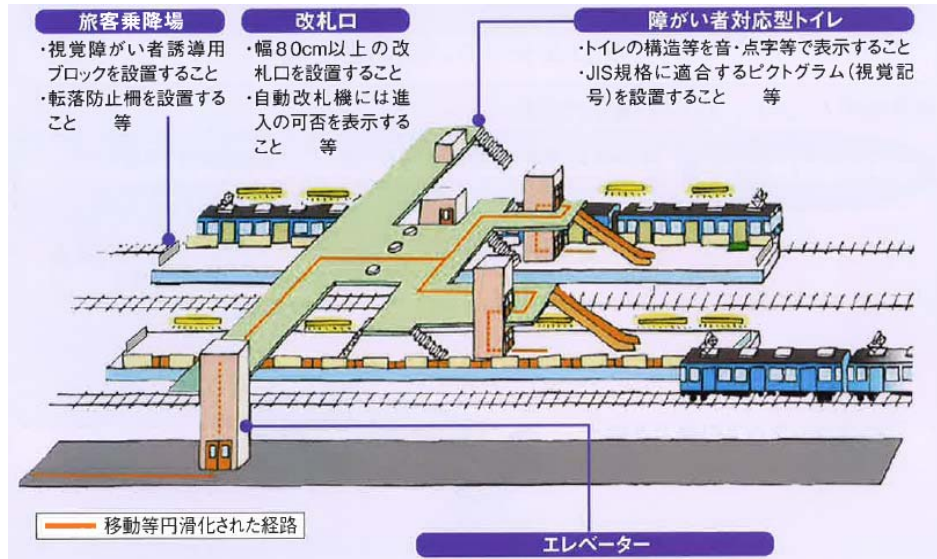 旅客乗降場
・視覚障がい者誘導用
ブロックを設置すること
・転落防止柵を設置する
こと　等
改札口
・幅80cm以上の改
札口を設置すること
・自動改札機には進
入の可否を表示する
こと　等
障がい者対応型トイレ
・トイレの構造等を音・点字等で表示すること
・JIS規格に適合するピクトグラム(視覚記
号)を設置すること　等
移動等円滑化された経路
エレベーター